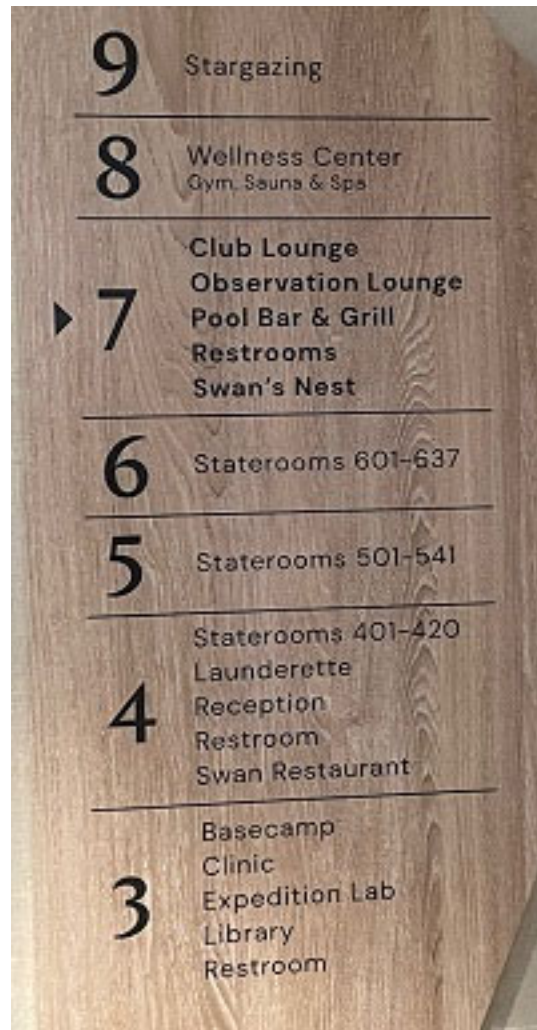 9
Stargazing
8
Wellness Center
Gym, Sauna & Spa
7
Club Lounge
Observation Lounge
Pool Bar & Grill
Restrooms
Swan's Nest
6
Staterooms 601-637
5
Staterooms 501-541
4
Staterooms 401-420
Launderette
Reception
Restroom
Swan Restaurant
3
Basecamp
Clinic
Expedition Lab
Library
Restroom